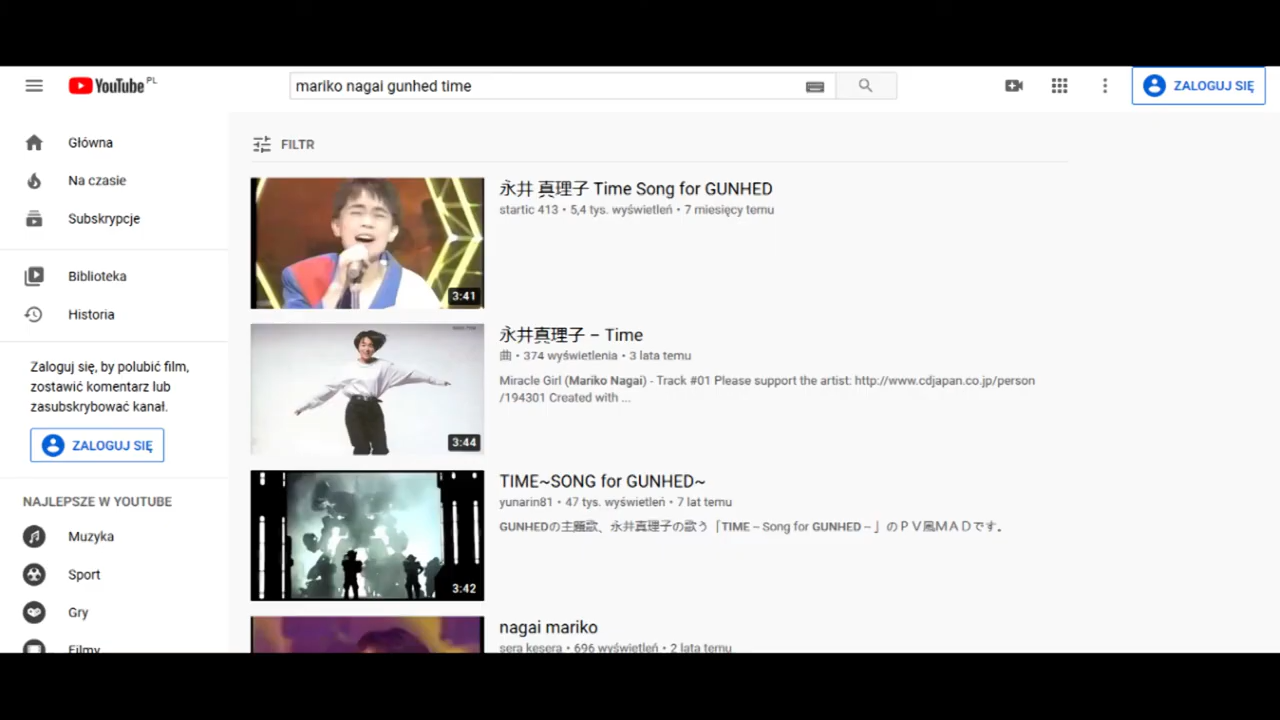 YouTube PL
mariko nagai gunhed time
ZALOGUJ SIĘ
Główna
Na czasie
Subskrypcje
Biblioteka
Historia
Zaloguj się, by polubić film,
zostawić komentarz lub
zasubskrybować kanał.
ZALOGUJ SIĘ
NAJLEPSZE W YOUTUBE
Muzyka
Sport
Gry
Filmy
FILTR
永井 真理子 Time Song for GUNHED
startic 413 • 5,4 tys. wyświetleń • 7 miesięcy temu
3:41
永井真理子 – Time
曲 • 374 wyświetlenia • 3 lata temu
Miracle Girl (Mariko Nagai) - Track #01 Please support the artist: http://www.cdjapan.co.jp/person
/194301 Created with ...
3:44
TIME~SONG for GUNHED~
yunarin81 • 47 tys. wyświetleń • 7 lat temu
GUNHEDの主題歌、永井真理子の歌う「TIME – Song for GUNHED – 」のＰＶ風ＭＡＤです。
3:42
nagai mariko
sera kesera • 696 wyświetleń • 2 lata temu